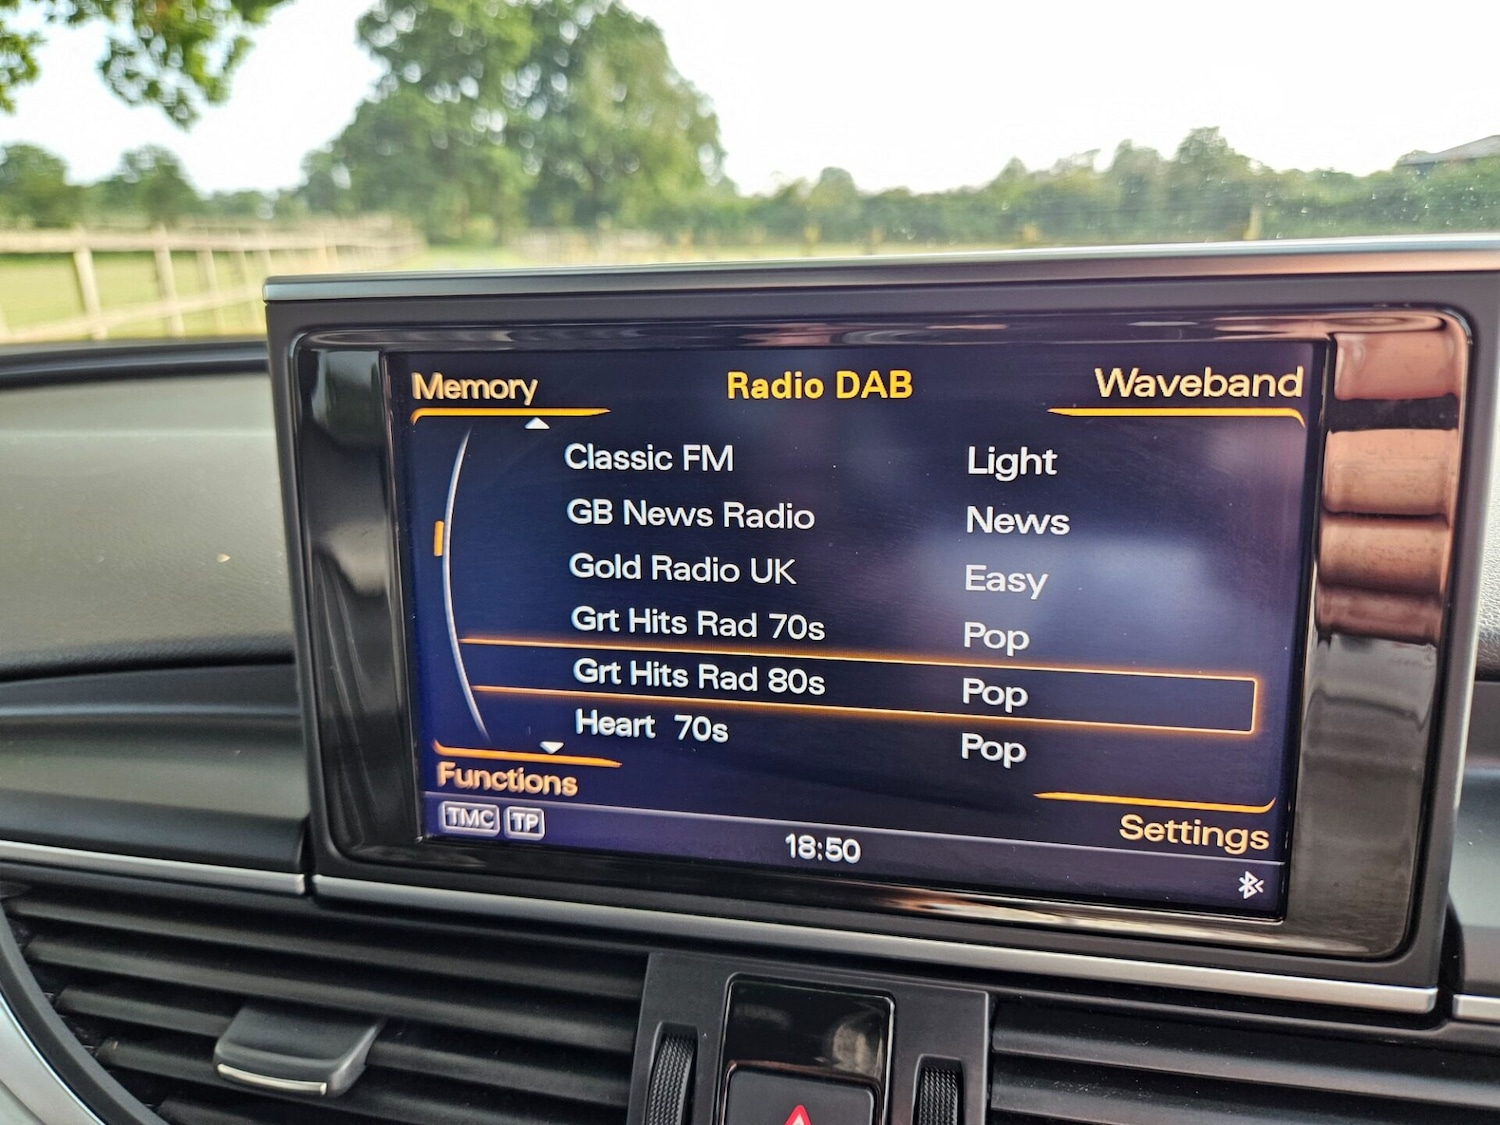 Memory Radio DAB Waveband
Classic FM Light
GB News Radio News
Gold Radio UK Easy
Grt Hits Rad 70s Pop
Grt Hits Rad 80s Pop
Heart 70s Pop
Functions Settings
TMC TP 18:50